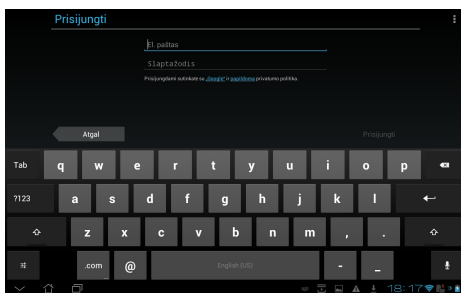 Prisijungti
El. paštas
Slaptažodis
Prisijungdami sutinkate su „Google“ ir papildoma privatumo politika.
Atgal
Prisijungti
Tab q w e r t y u i o p
?123 a s d f g h j k l
z x c v b n m , .
.com @ English (US) - _
18:17